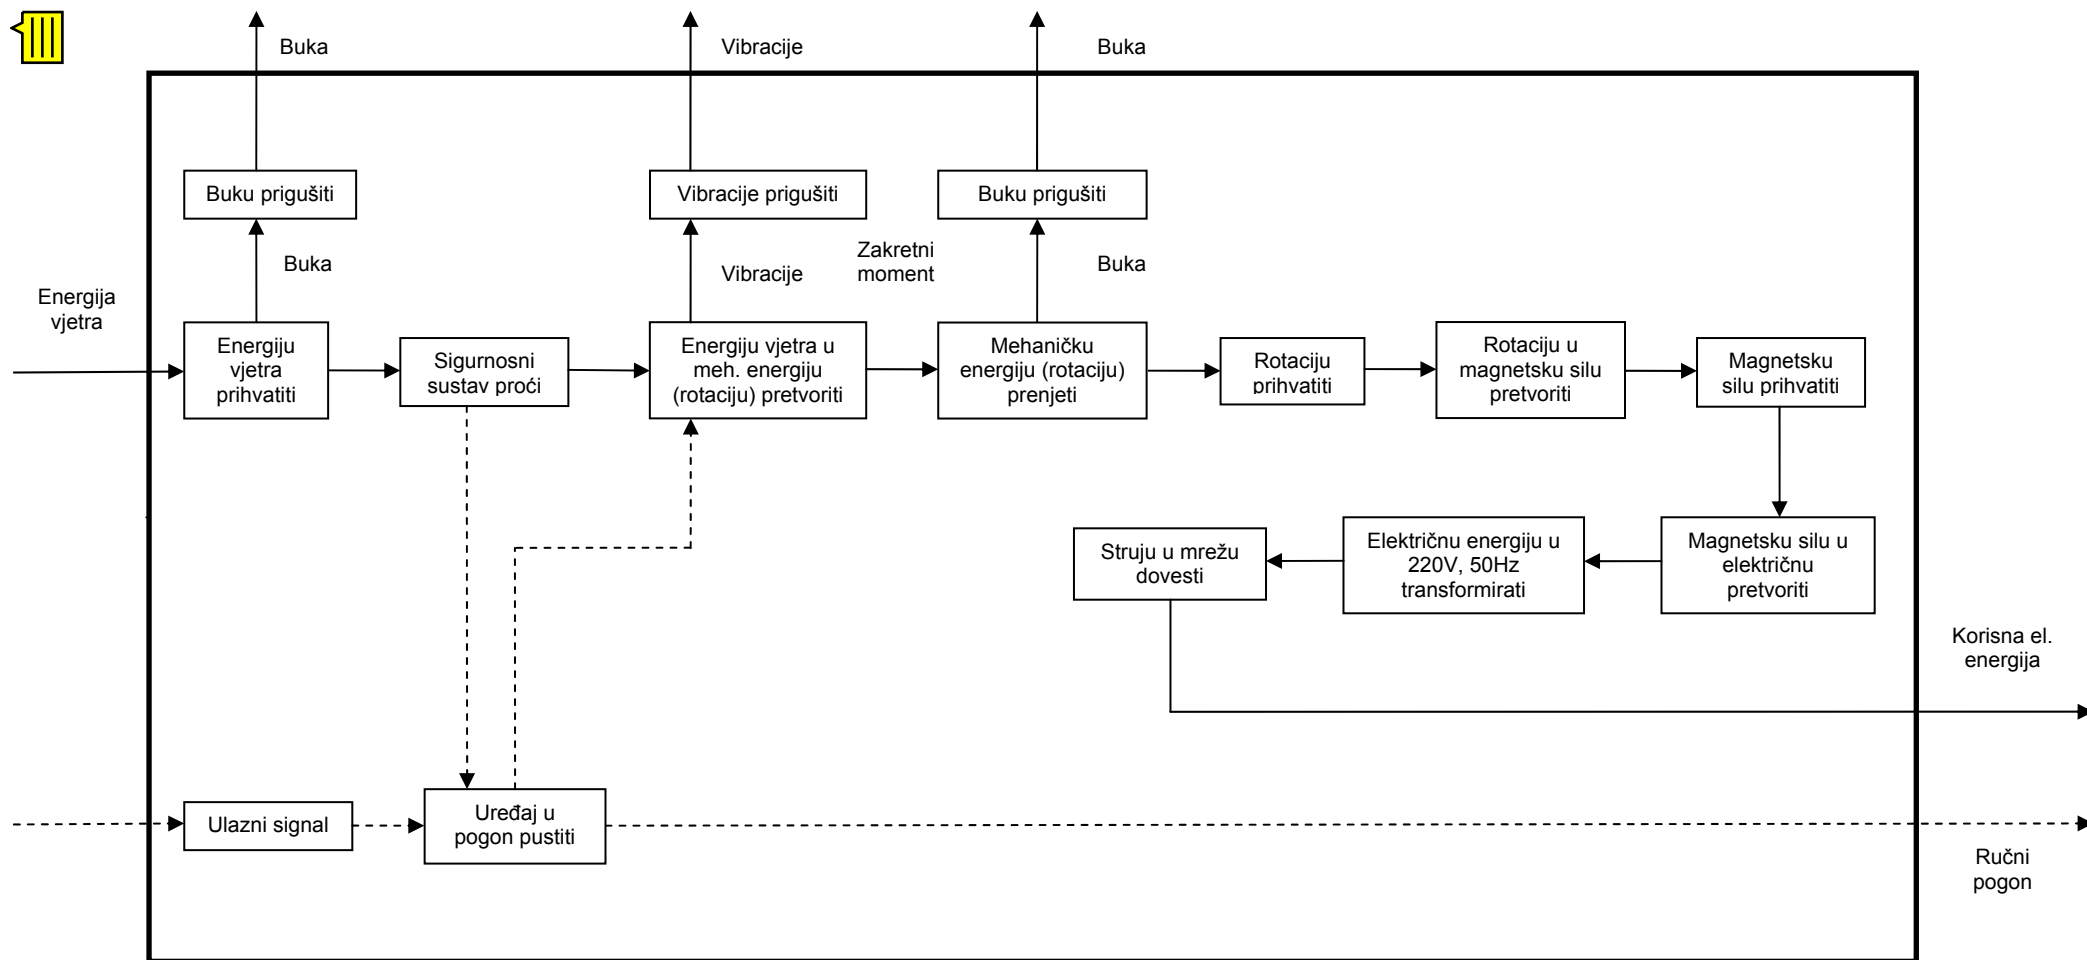 Buka
Vibracije
Buka
Buku prigušiti
Vibracije prigušiti
Buku prigušiti
Buka
Vibracije
Zakretni
moment
Buka
Energija
vjetra
Energiju
vjetra
prihvatiti
Sigurnosni
sustav proći
Energiju vjetra u
meh. energiju
(rotaciju) pretvoriti
Mehaničku
energiju (rotaciju)
prenjeti
Rotaciju
prihvatiti
Rotaciju u
magnetsku silu
pretvoriti
Magnetsku
silu prihvatiti
Struju u mrežu
dovesti
Električnu energiju u
220V, 50Hz
transformirati
Magnetsku silu u
električnu
pretvoriti
Korisna el.
energija
Ulazni signal
Uređaj u
pogon pustiti
Ručni
pogon